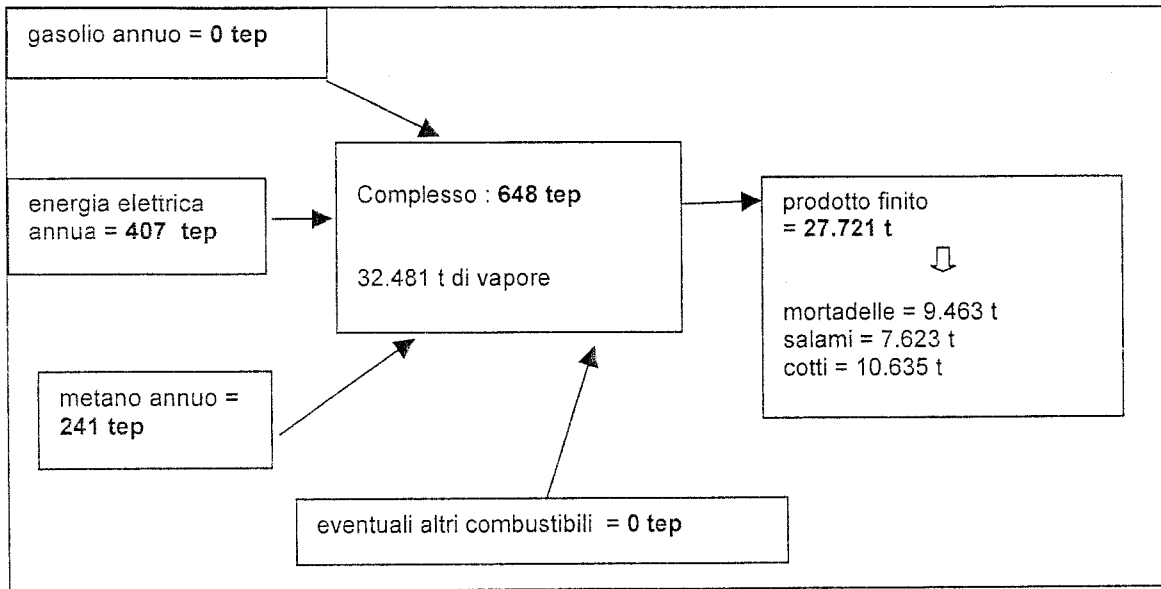 gasolio annuo = 0 tep
energia elettrica
annua = 407 tep
Complesso : 648 tep
32.481 t di vapore
prodotto finito
= 27.721 t
mortadelle = 9.463 t
salami = 7.623 t
cotti = 10.635 t
metano annuo =
241 tep
eventuali altri combustibili = 0 tep